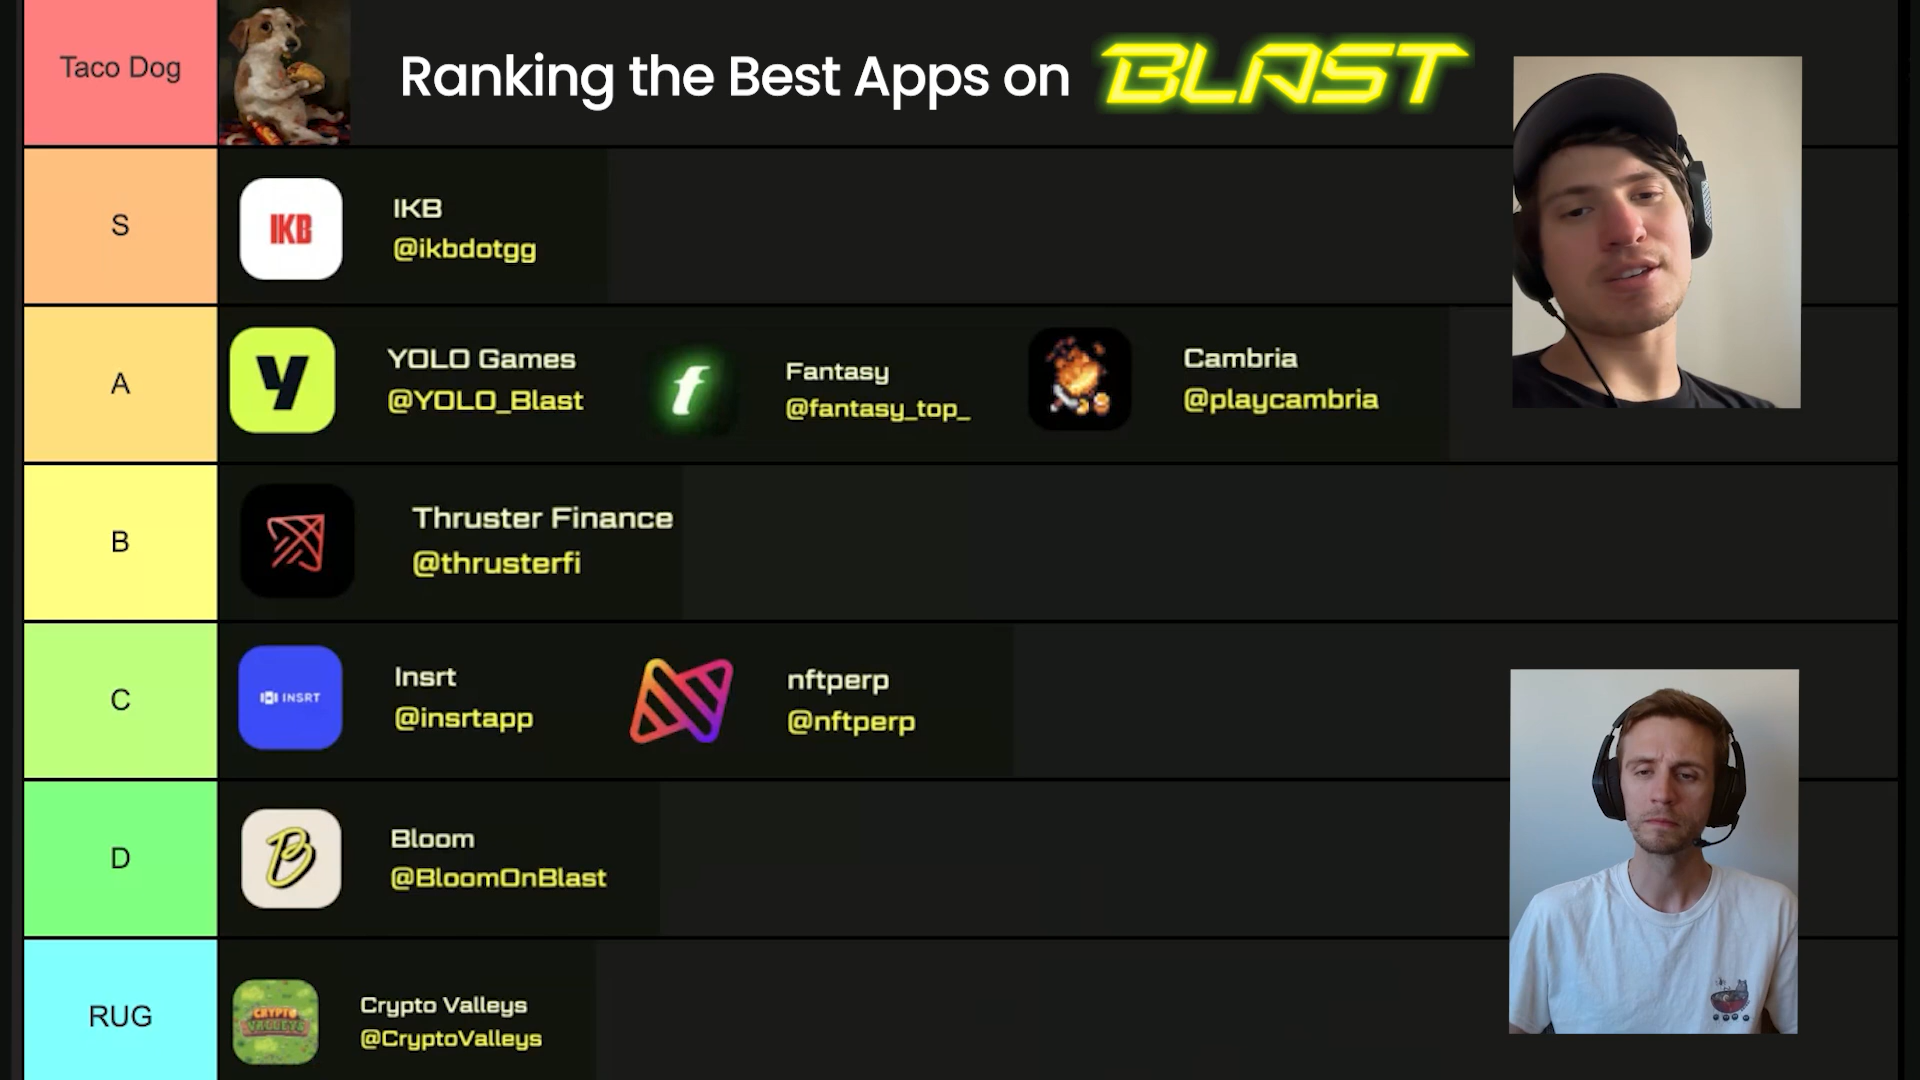 Taco Dog
Ranking the Best Apps on BLAST
S
IKB
IKB
@ikbdotgg
A
Y
YOLO Games
@YOLO_Blast
f
Fantasy
@fantasy_top_
Cambria
@playcambria
B
Thruster Finance
@thrusterfi
C
INSRT
Insrt
@insrtapp
nftperp
@nftperp
D
B
Bloom
@BloomOnBlast
RUG
CRYPTO
VALLEYS
Crypto Valleys
@CryptoValleys